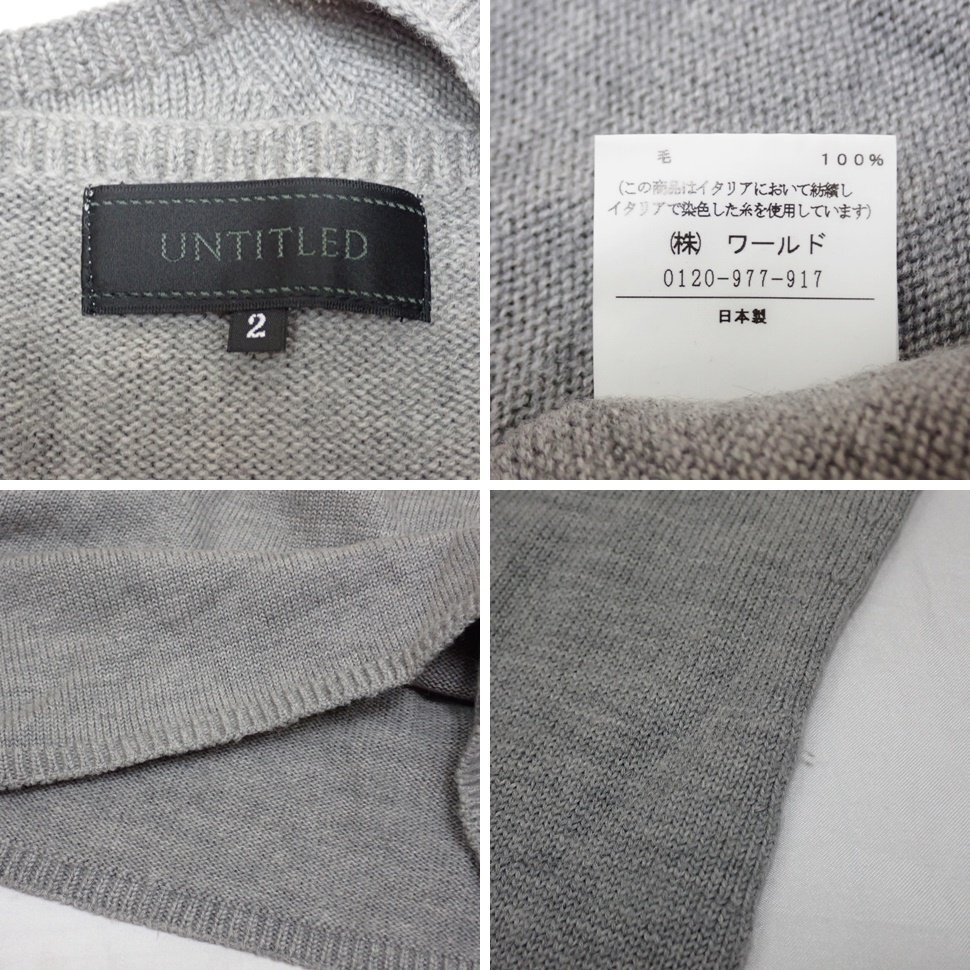 UNTITLED
2
毛 100%
(この商品はイタリアにおいて紡績し
イタリアで染色した糸を使用しています)
㈱ ワールド
0120-977-917
日本製